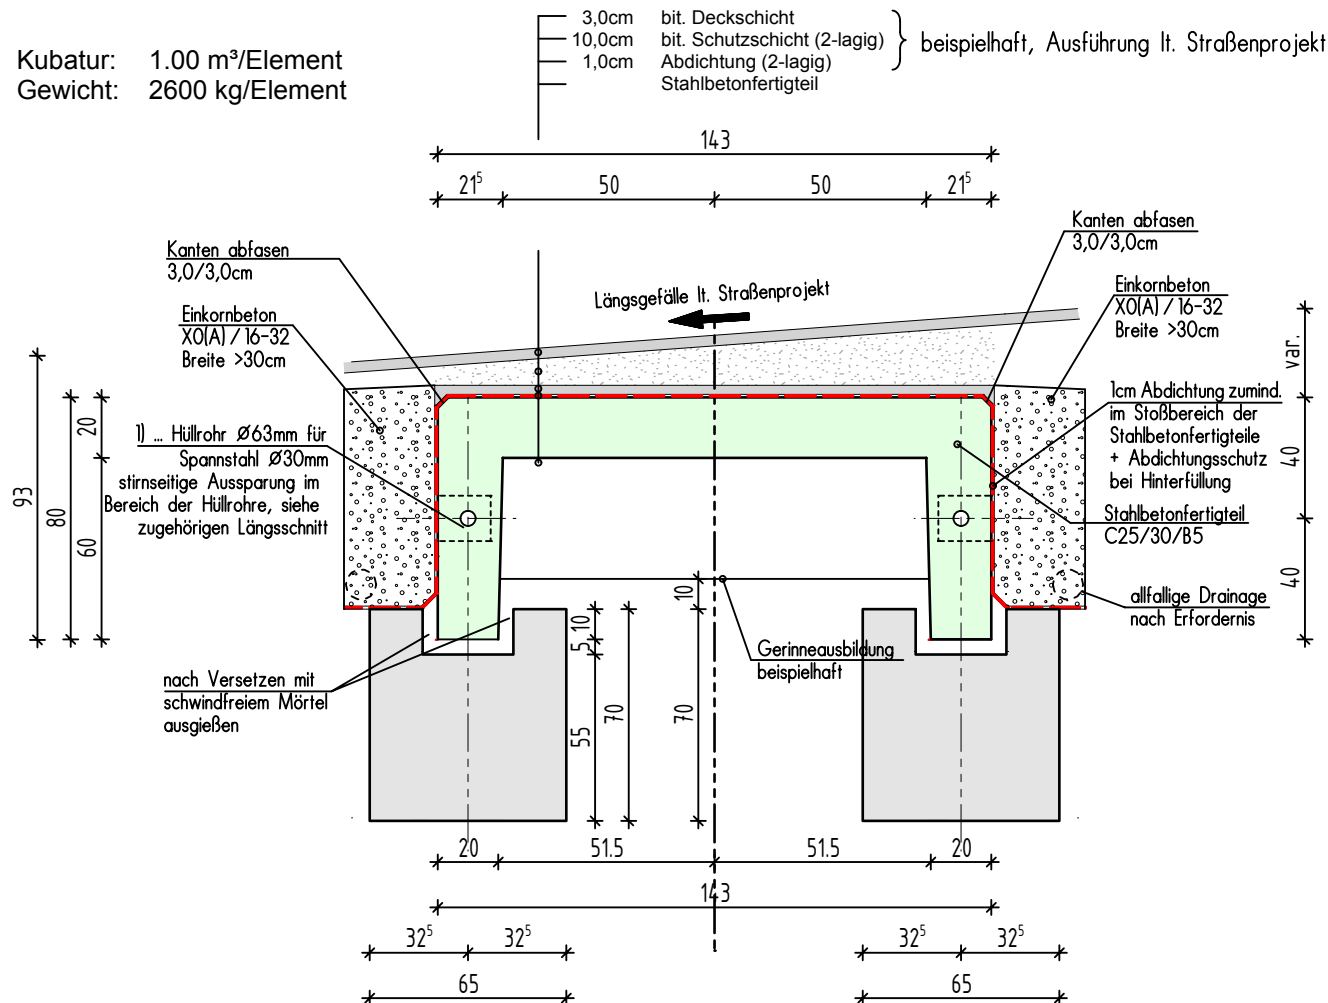 Kubatur: 1.00 m³/Element
Gewicht: 2600 kg/Element
3,0cm bit. Deckschicht
10,0cm bit. Schutzschicht (2-lagig)
1,0cm Abdichtung (2-lagig)
Stahlbetonfertigteil
beispielhaft, Ausführung lt. Straßenprojekt
143
21⁵ 50 50 21⁵
Kanten abfasen
3,0/3,0cm
Einkornbeton
X0(A) / 16-32
Breite >30cm
Längsgefälle lt. Straßenprojekt
Kanten abfasen
3,0/3,0cm
Einkornbeton
X0(A) / 16-32
Breite >30cm
var.
1) ... Hüllrohr Ø63mm für
Spannstahl Ø30mm
stirnseitige Aussparung im
Bereich der Hüllrohre, siehe
zugehörigen Längsschnitt
1cm Abdichtung zumind.
im Stoßbereich der
Stahlbetonfertigteile
+ Abdichtungsschutz
bei Hinterfüllung
Stahlbetonfertigteil
C25/30/B5
93
80
20
60
40
40
10
10
5
55
70
70
allfallige Drainage
nach Erfordernis
Gerinneausbildung
beispielhaft
nach Versetzen mit
schwindfreiem Mörtel
ausgießen
20 51.5 51.5 20
143
32⁵ 32⁵ 32⁵ 32⁵
65 65